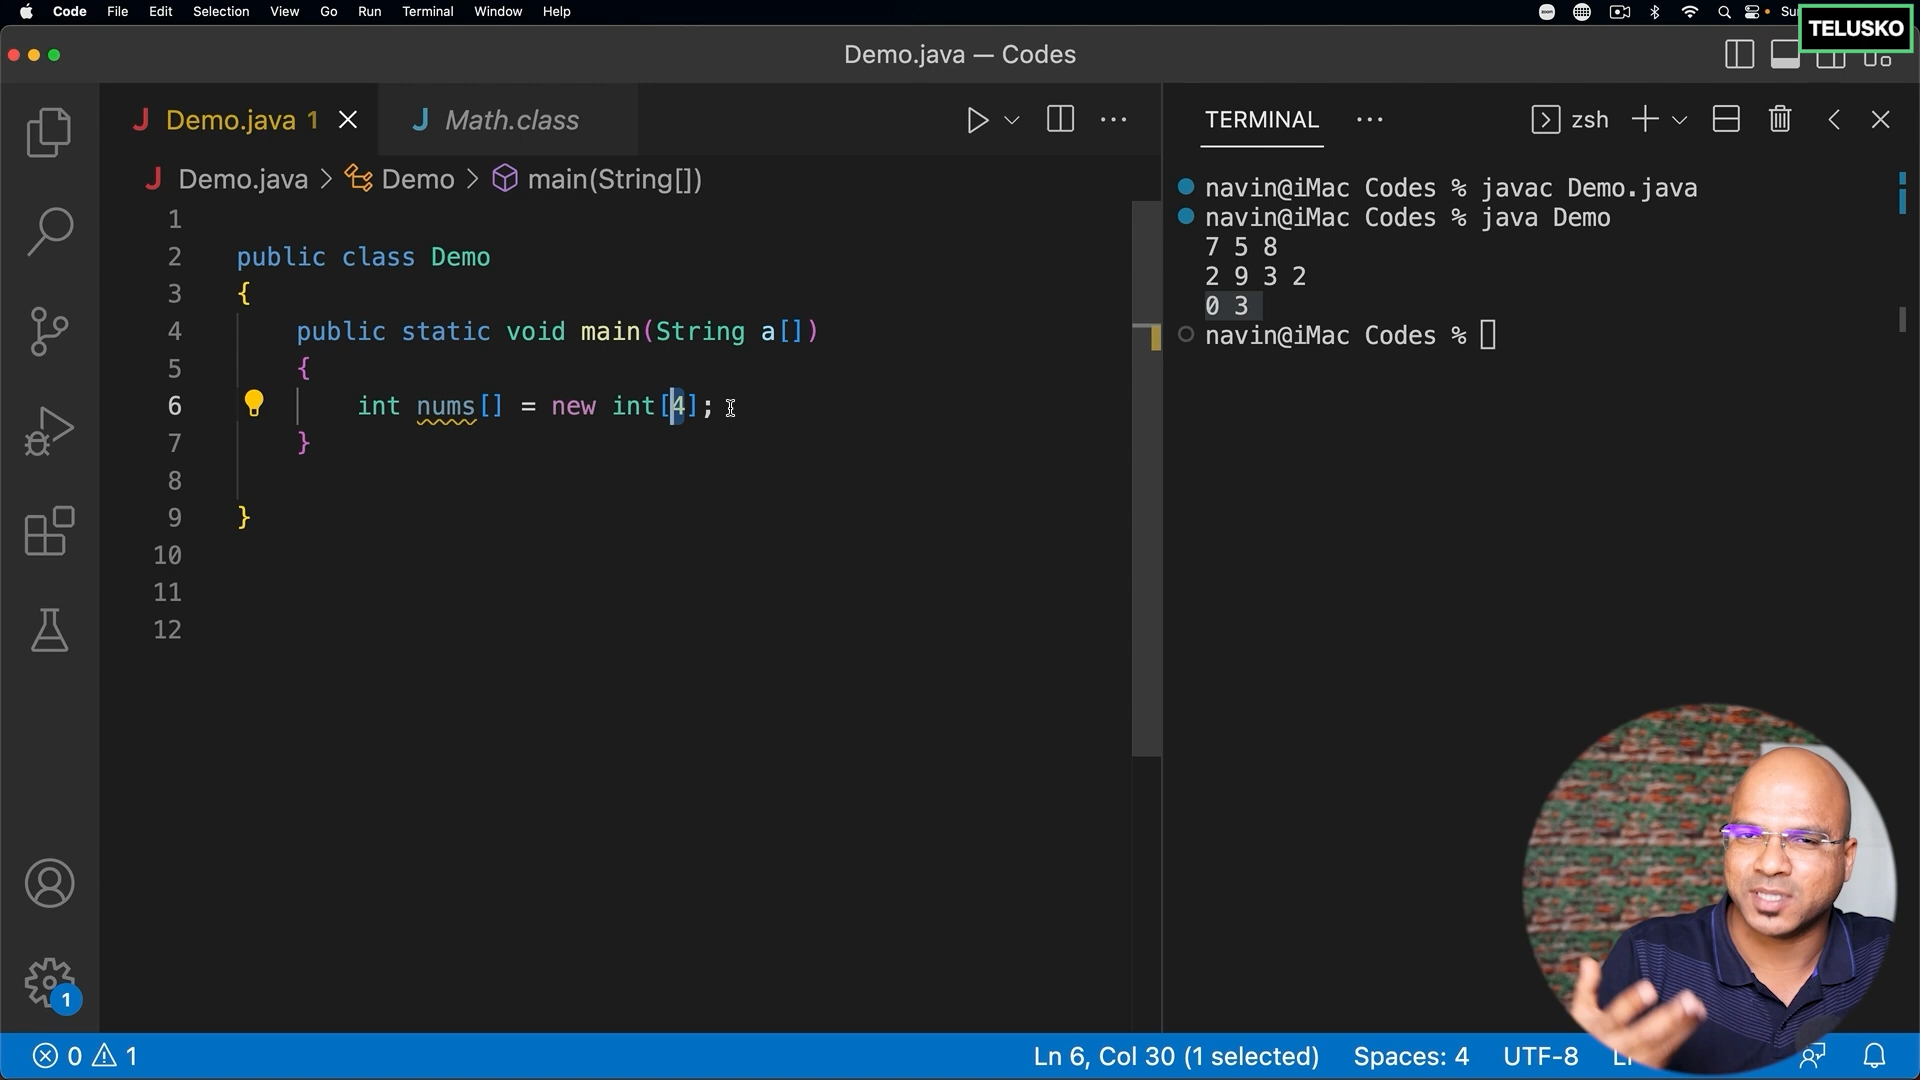 Code File Edit Selection View Go Run Terminal Window Help
TELUSKO
Demo.java — Codes
Demo.java 1
Math.class
Demo.java > Demo > main(String[])
1
2 public class Demo
3 {
4 public static void main(String a[])
5 {
6 int nums[] = new int[4];
7 }
8
9 }
10
11
12
TERMINAL
zsh
navin@iMac Codes % javac Demo.java
navin@iMac Codes % java Demo
7 5 8
2 9 3 2
0 3
navin@iMac Codes %
1
0 1
Ln 6, Col 30 (1 selected) Spaces: 4 UTF-8